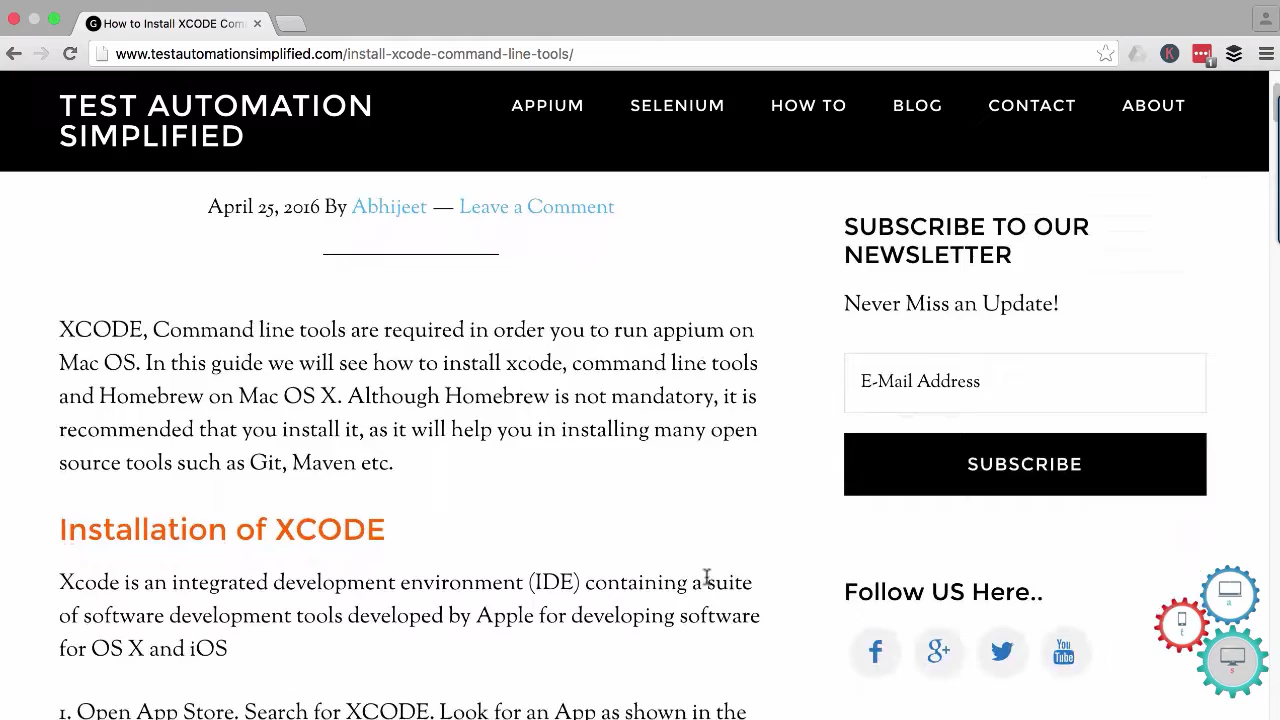 How to Install XCODE Com
www.testautomationsimplified.com/install-xcode-command-line-tools/
TEST AUTOMATION
SIMPLIFIED
APPIUM
SELENIUM
HOW TO
BLOG
CONTACT
ABOUT
April 25, 2016 By Abhijeet — Leave a Comment
XCODE, Command line tools are required in order you to run appium on
Mac OS. In this guide we will see how to install xcode, command line tools
and Homebrew on Mac OS X. Although Homebrew is not mandatory, it is
recommended that you install it, as it will help you in installing many open
source tools such as Git, Maven etc.
Installation of XCODE
Xcode is an integrated development environment (IDE) containing a suite
of software development tools developed by Apple for developing software
for OS X and iOS
1. Open App Store. Search for XCODE. Look for an App as shown in the
SUBSCRIBE TO OUR
NEWSLETTER
Never Miss an Update!
E-Mail Address
SUBSCRIBE
Follow US Here..
f
g+
You
Tube
a
t
s
G
K
1